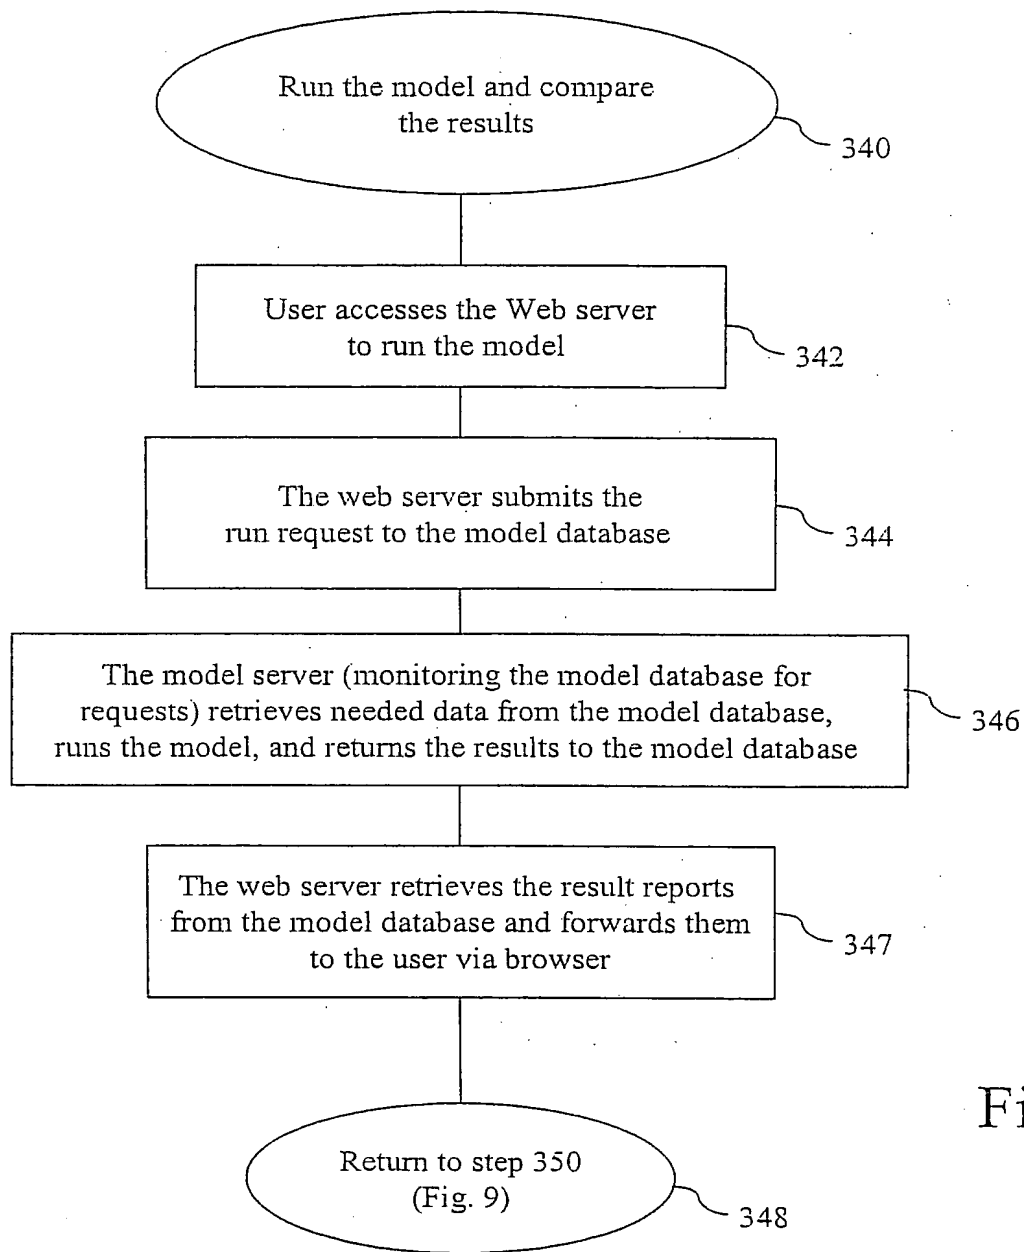 Run the model and compare
the results
340
User accesses the Web server
to run the model
342
The web server submits the
run request to the model database
344
The model server (monitoring the model database for
requests) retrieves needed data from the model database,
runs the model, and returns the results to the model database
346
The web server retrieves the result reports
from the model database and forwards them
to the user via browser
347
Return to step 350
(Fig. 9)
348